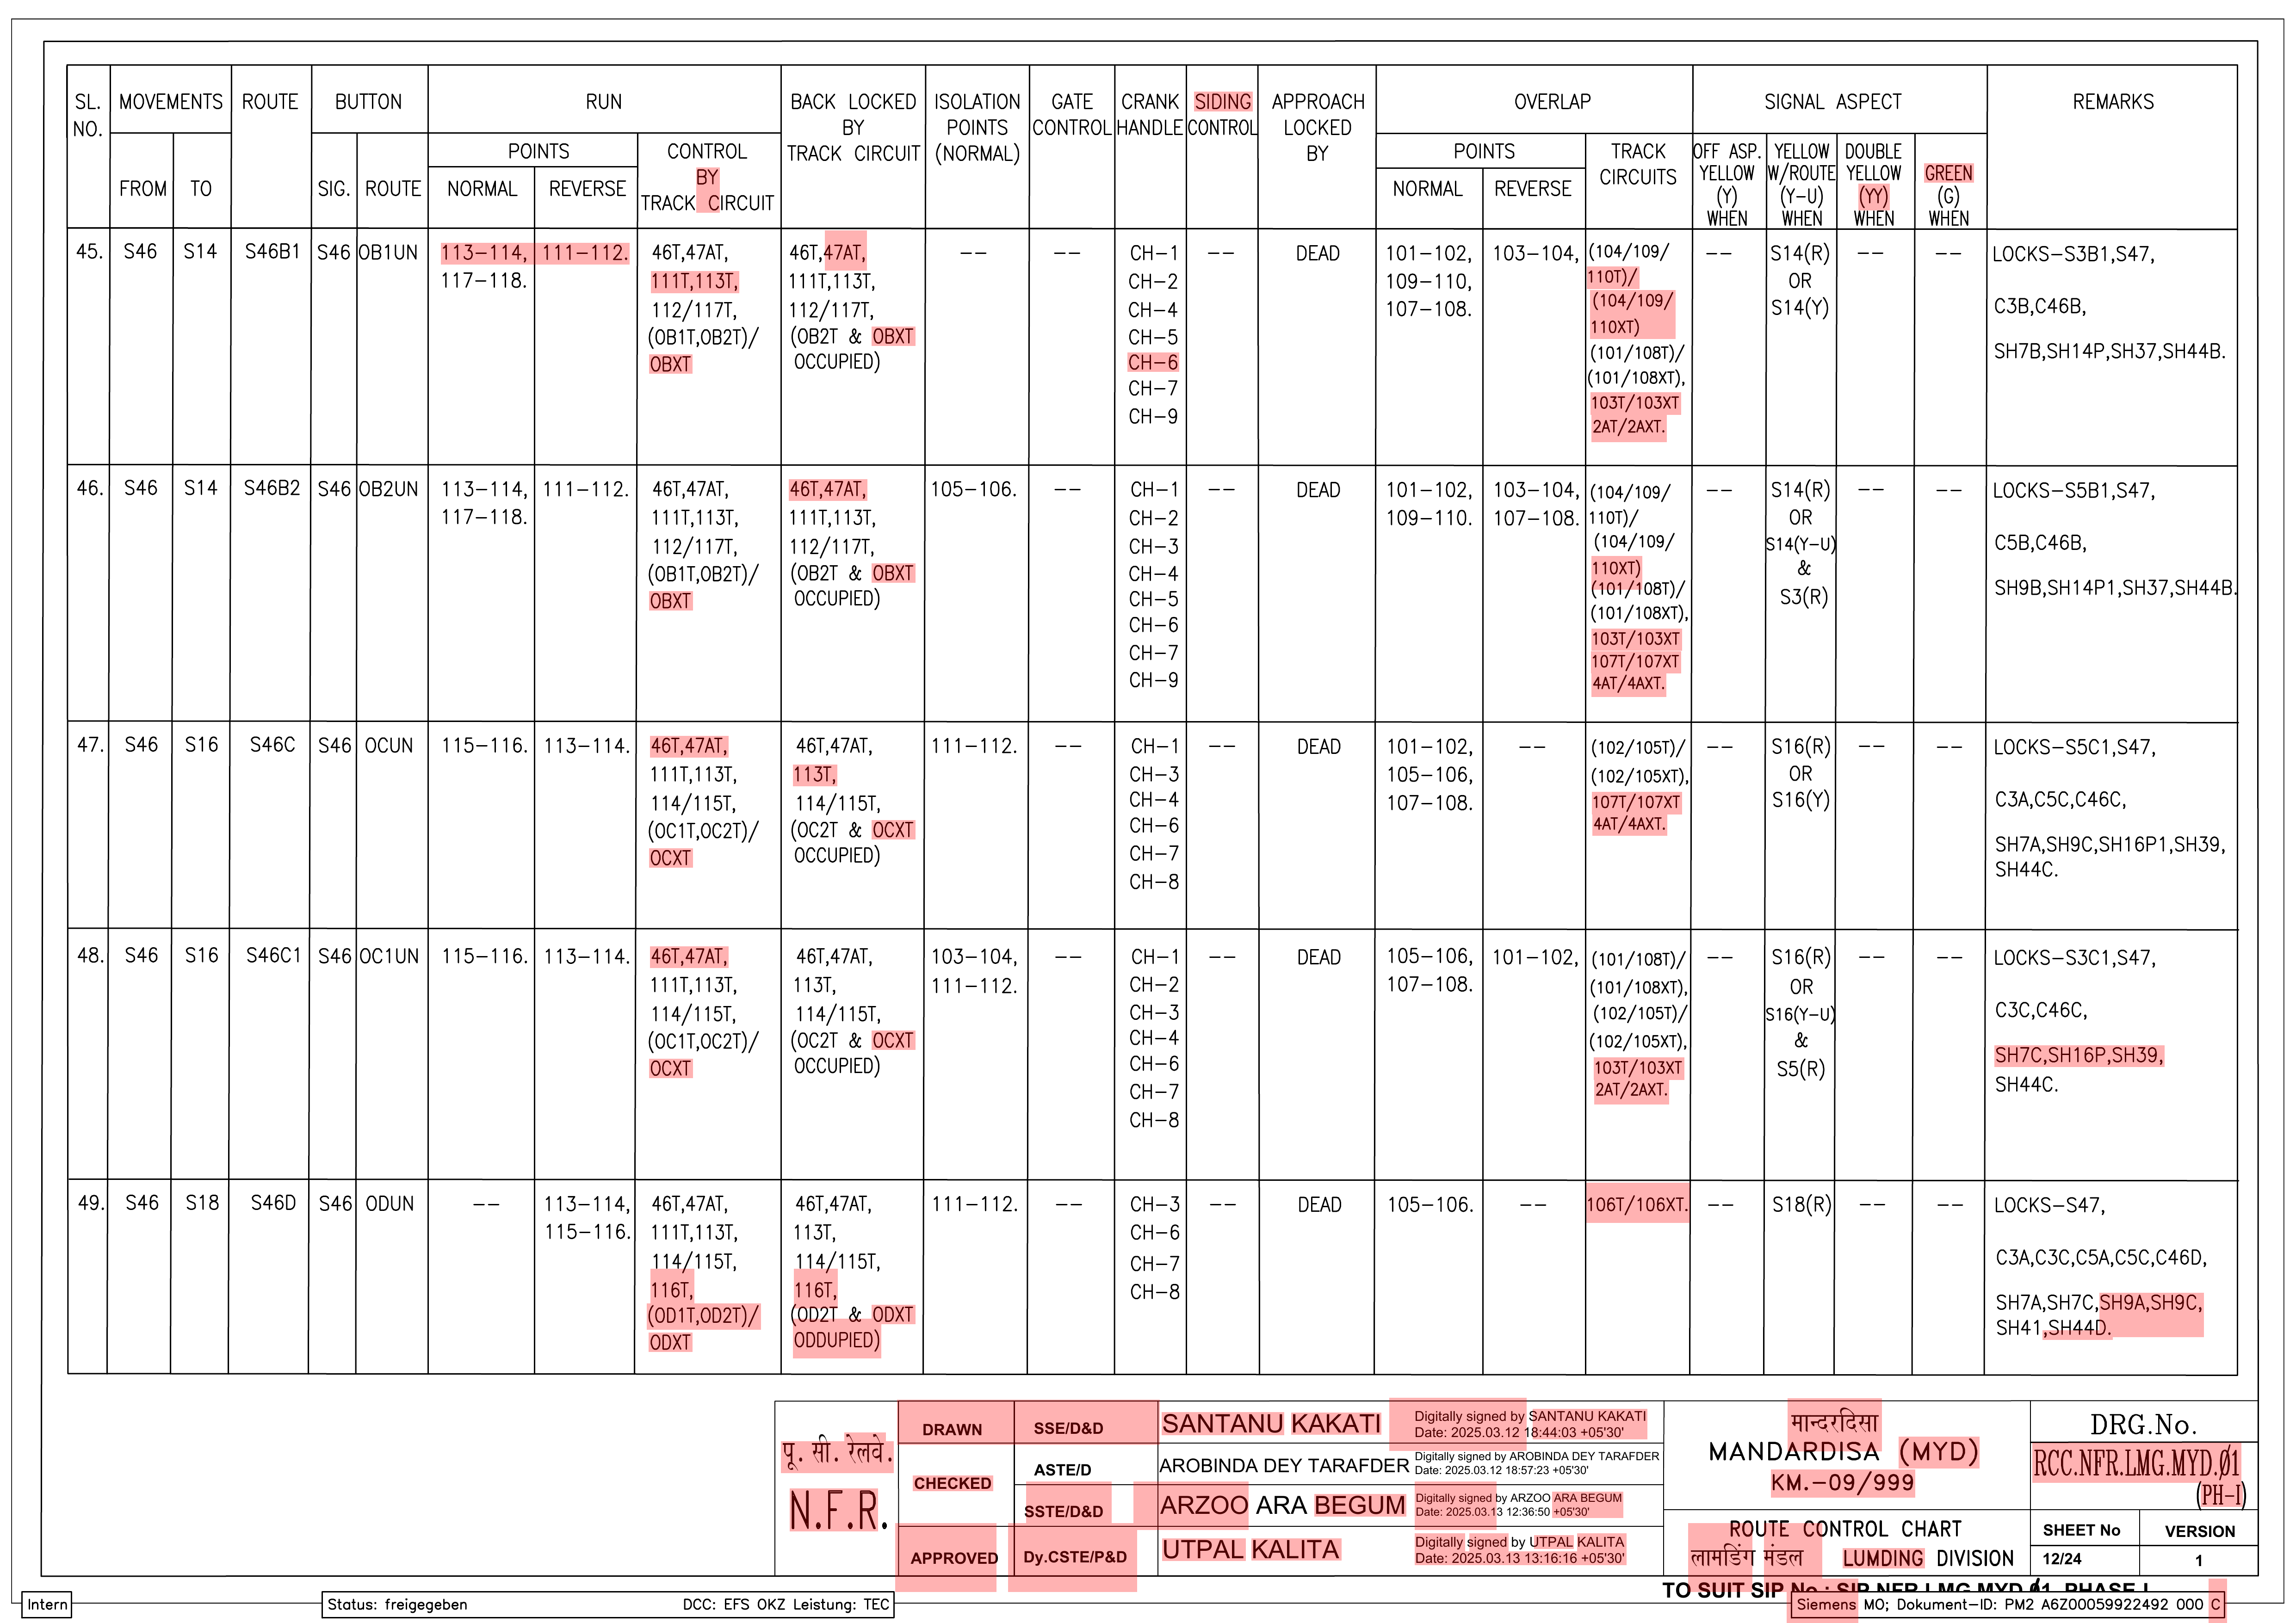 SL. NO. MOVEMENTS ROUTE BUTTON RUN BACK LOCKED BY TRACK CIRCUIT ISOLATION POINTS (NORMAL) GATE CONTROL CRANK HANDLE SIDING CONTROL APPROACH LOCKED BY OVERLAP SIGNAL ASPECT REMARKS
FROM TO SIG. ROUTE POINTS CONTROL BY TRACK CIRCUIT POINTS TRACK CIRCUITS OFF ASP. YELLOW (Y) WHEN YELLOW W/ROUTE (Y-U) WHEN DOUBLE YELLOW (YY) WHEN GREEN (G) WHEN
NORMAL REVERSE NORMAL REVERSE
45. S46 S14 S46B1 S46 OB1UN 113-114, 111-112. 46T,47AT, 46T,47AT, -- -- CH-1 -- DEAD 101-102, 103-104, (104/109/ -- S14(R) -- -- LOCKS-S3B1,S47,
117-118. 111T,113T, 111T,113T, CH-2 109-110, 110T)/ OR
112/117T, 112/117T, CH-4 107-108. (104/109/ S14(Y) C3B,C46B,
(OB1T,OB2T)/ (OB2T & OBXT CH-5 110XT)
OBXT OCCUPIED) CH-6 (101/108T)/ SH7B,SH14P,SH37,SH44B.
CH-7 (101/108XT),
CH-9 103T/103XT
2AT/2AXT.
46. S46 S14 S46B2 S46 OB2UN 113-114, 111-112. 46T,47AT, 46T,47AT, 105-106. -- CH-1 -- DEAD 101-102, 103-104, (104/109/ -- S14(R) -- -- LOCKS-S5B1,S47,
117-118. 111T,113T, 111T,113T, CH-2 109-110. 107-108. 110T)/ OR
112/117T, 112/117T, CH-3 (104/109/ S14(Y-U) C5B,C46B,
(OB1T,OB2T)/ (OB2T & OBXT CH-4 110XT) &
OBXT OCCUPIED) CH-5 (101/108T)/ S3(R) SH9B,SH14P1,SH37,SH44B.
CH-6 (101/108XT),
CH-7 103T/103XT
107T/107XT
CH-9 4AT/4AXT.
47. S46 S16 S46C S46 OCUN 115-116. 113-114. 46T,47AT, 46T,47AT, 111-112. -- CH-1 -- DEAD 101-102, -- (102/105T)/ -- S16(R) -- -- LOCKS-S5C1,S47,
111T,113T, 113T, CH-3 105-106, (102/105XT), OR
114/115T, 114/115T, CH-4 107-108. 107T/107XT S16(Y) C3A,C5C,C46C,
(OC1T,OC2T)/ (OC2T & OCXT CH-6 4AT/4AXT.
OCXT OCCUPIED) CH-7 SH7A,SH9C,SH16P1,SH39,
CH-8 SH44C.
48. S46 S16 S46C1 S46 OC1UN 115-116. 113-114. 46T,47AT, 46T,47AT, 103-104, -- CH-1 -- DEAD 105-106, 101-102, (101/108T)/ -- S16(R) -- -- LOCKS-S3C1,S47,
111T,113T, 113T, 111-112. CH-2 107-108. (101/108XT), OR
114/115T, 114/115T, CH-3 (102/105T)/ S16(Y-U) C3C,C46C,
(OC1T,OC2T)/ (OC2T & OCXT CH-4 (102/105XT), &
OCXT OCCUPIED) CH-6 103T/103XT S5(R) SH7C,SH16P,SH39,
CH-7 2AT/2AXT. SH44C.
CH-8
49. S46 S18 S46D S46 ODUN -- 113-114, 46T,47AT, 46T,47AT, 111-112. -- CH-3 -- DEAD 105-106. -- 106T/106XT. -- S18(R) -- -- LOCKS-S47,
115-116. 111T,113T, 113T, CH-6
114/115T, 114/115T, CH-7 C3A,C3C,C5A,C5C,C46D,
116T, 116T, CH-8
(OD1T,OD2T)/ (OD2T & ODXT SH7A,SH7C,SH9A,SH9C,
ODXT ODDUPIED) SH41,SH44D.
पू. सी. रेलवे.
N.F.R.
DRAWN SSE/D&D SANTANU KAKATI Digitally signed by SANTANU KAKATI
Date: 2025.03.12 18:44:03 +05'30'
CHECKED ASTE/D AROBINDA DEY TARAFDER Digitally signed by AROBINDA DEY TARAFDER
Date: 2025.03.12 18:57:23 +05'30'
SSTE/D&D ARZOO ARA BEGUM Digitally signed by ARZOO ARA BEGUM
Date: 2025.03.13 12:36:50 +05'30'
APPROVED Dy.CSTE/P&D UTPAL KALITA Digitally signed by UTPAL KALITA
Date: 2025.03.13 13:16:16 +05'30'
मान्दरदिसा
MANDARDISA (MYD)
KM.-09/999
ROUTE CONTROL CHART
लामडिंग मंडल LUMDING DIVISION
DRG.No.
RCC.NFR.LMG.MYD.Ø1
(PH-I)
SHEET No VERSION
12/24 1
TO SUIT SIP No.: SIP.NFR.LMG.MYD.Ø1, PHASE-I
Intern
Status: freigegeben DCC: EFS OKZ Leistung: TEC
Siemens MO; Dokument-ID: PM2 A6Z00059922492 000 C